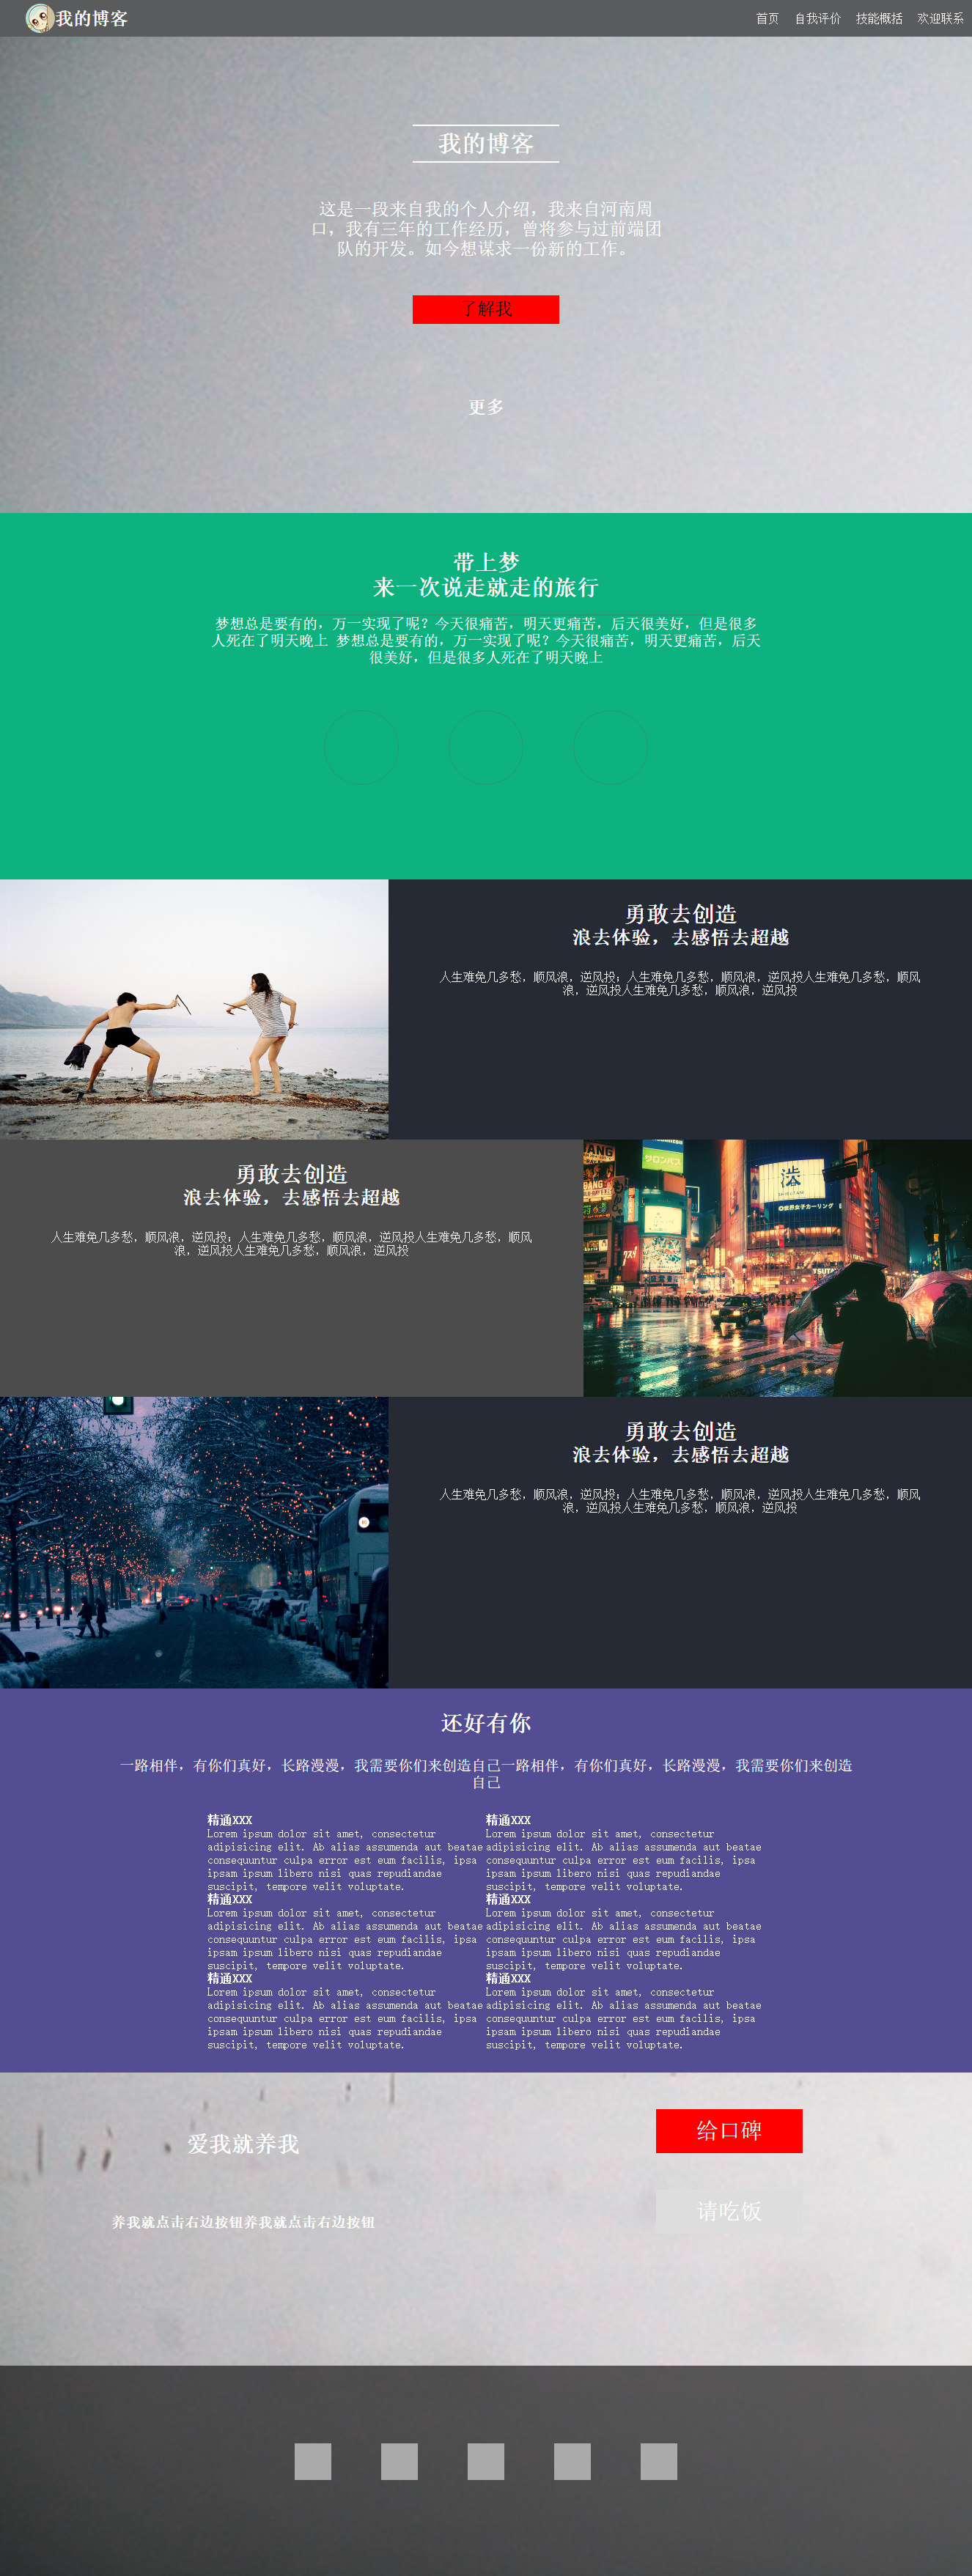 我的博客
首页 自我评价 技能概括 欢迎联系
我的博客
这是一段来自我的个人介绍，我来自河南周
口，我有三年的工作经历，曾将参与过前端团
队的开发。如今想谋求一份新的工作。
了解我
更多
带上梦
来一次说走就走的旅行
梦想总是要有的，万一实现了呢？今天很痛苦，明天更痛苦，后天很美好，但是很多
人死在了明天晚上 梦想总是要有的，万一实现了呢？今天很痛苦，明天更痛苦，后天
很美好，但是很多人死在了明天晚上
勇敢去创造
浪去体验，去感悟去超越
人生难免几多愁，顺风浪，逆风投；人生难免几多愁，顺风浪，逆风投人生难免几多愁，顺风
浪，逆风投人生难免几多愁，顺风浪，逆风投
勇敢去创造
浪去体验，去感悟去超越
人生难免几多愁，顺风浪，逆风投；人生难免几多愁，顺风浪，逆风投人生难免几多愁，顺风
浪，逆风投人生难免几多愁，顺风浪，逆风投
BANG
サロンパス
渋
SHIBUYA
世界女子カーリング
TSUTA
勇敢去创造
浪去体验，去感悟去超越
人生难免几多愁，顺风浪，逆风投；人生难免几多愁，顺风浪，逆风投人生难免几多愁，顺风
浪，逆风投人生难免几多愁，顺风浪，逆风投
还好有你
一路相伴，有你们真好，长路漫漫，我需要你们来创造自己一路相伴，有你们真好，长路漫漫，我需要你们来创造
自己
精通XXX
Lorem ipsum dolor sit amet, consectetur
adipisicing elit. Ab alias assumenda aut beatae
consequuntur culpa error est eum facilis, ipsa
ipsam ipsum libero nisi quas repudiandae
suscipit, tempore velit voluptate.
精通XXX
Lorem ipsum dolor sit amet, consectetur
adipisicing elit. Ab alias assumenda aut beatae
consequuntur culpa error est eum facilis, ipsa
ipsam ipsum libero nisi quas repudiandae
suscipit, tempore velit voluptate.
精通XXX
Lorem ipsum dolor sit amet, consectetur
adipisicing elit. Ab alias assumenda aut beatae
consequuntur culpa error est eum facilis, ipsa
ipsam ipsum libero nisi quas repudiandae
suscipit, tempore velit voluptate.
精通XXX
Lorem ipsum dolor sit amet, consectetur
adipisicing elit. Ab alias assumenda aut beatae
consequuntur culpa error est eum facilis, ipsa
ipsam ipsum libero nisi quas repudiandae
suscipit, tempore velit voluptate.
精通XXX
Lorem ipsum dolor sit amet, consectetur
adipisicing elit. Ab alias assumenda aut beatae
consequuntur culpa error est eum facilis, ipsa
ipsam ipsum libero nisi quas repudiandae
suscipit, tempore velit voluptate.
精通XXX
Lorem ipsum dolor sit amet, consectetur
adipisicing elit. Ab alias assumenda aut beatae
consequuntur culpa error est eum facilis, ipsa
ipsam ipsum libero nisi quas repudiandae
suscipit, tempore velit voluptate.
爱我就养我
养我就点击右边按钮养我就点击右边按钮
给口碑
请吃饭